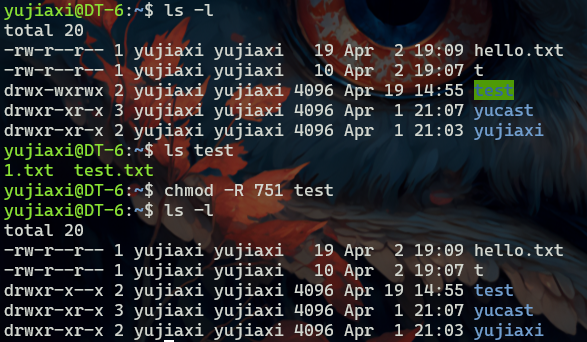 yujiaxi@DT-6:~$ ls -l
total 20
-rw-r--r-- 1 yujiaxi yujiaxi   19 Apr  2 19:09 hello.txt
-rw-r--r-- 1 yujiaxi yujiaxi   10 Apr  2 19:07 t
drwx-wxrwx 2 yujiaxi yujiaxi 4096 Apr 19 14:55 test
drwxr-xr-x 3 yujiaxi yujiaxi 4096 Apr  1 21:07 yucast
drwxr-xr-x 2 yujiaxi yujiaxi 4096 Apr  1 21:03 yujiaxi
yujiaxi@DT-6:~$ ls test
1.txt  test.txt
yujiaxi@DT-6:~$ chmod -R 751 test
yujiaxi@DT-6:~$ ls -l
total 20
-rw-r--r-- 1 yujiaxi yujiaxi   19 Apr  2 19:09 hello.txt
-rw-r--r-- 1 yujiaxi yujiaxi   10 Apr  2 19:07 t
drwxr-x--x 2 yujiaxi yujiaxi 4096 Apr 19 14:55 test
drwxr-xr-x 3 yujiaxi yujiaxi 4096 Apr  1 21:07 yucast
drwxr-xr-x 2 yujiaxi yujiaxi 4096 Apr  1 21:03 yujiaxi